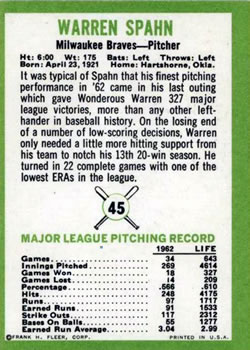 WARREN SPAHN
Milwaukee Braves—Pitcher
Ht: 6:00 Wt: 175 Bats: Left Throws: Left
Born: April 23, 1921 Home: Hartshorne, Okla.
It was typical of Spahn that his finest pitching
performance in '62 came in his last outing
which gave Wonderous Warren 327 major
league victories, more than any other left-
hander in baseball history. On the losing end
of a number of low-scoring decisions, Warren
only needed a little more hitting support from
his team to notch his 13th 20-win season. He
turned in 22 complete games with one of the
lowest ERAs in the league.
45
MAJOR LEAGUE PITCHING RECORD
1962 LIFE
Games 34 643
Innings Pitched 269 4614
Games Won 18 327
Games Lost 14 209
Percentage .566 .610
Hits 248 4175
Runs 97 1717
Earned Runs 91 1533
Strike Outs 117 2312
Bases On Balls 55 1277
Earned Run Average 3.04 2.99
©FRANK H. FLEER, CORP. PRINTED IN U.S.A.